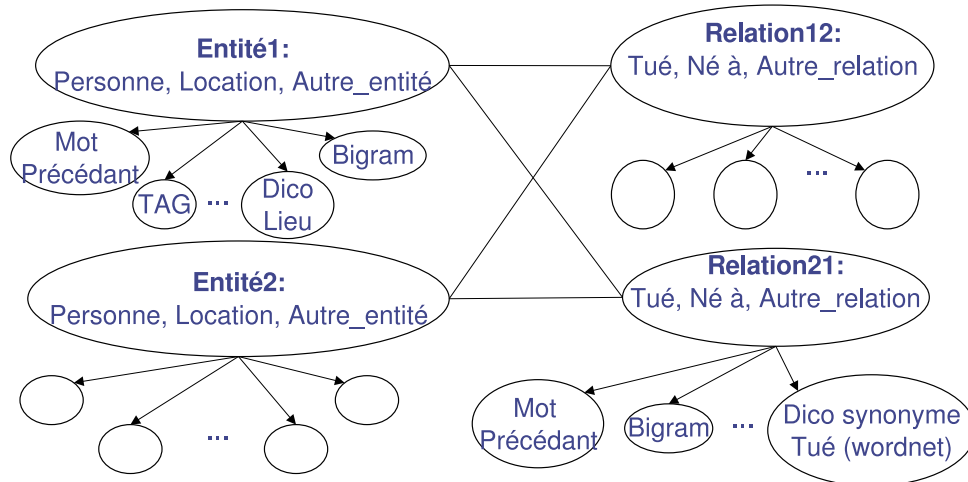 Entité1:
Personne, Location, Autre_entité
Mot
Précédant
TAG
...
Dico
Lieu
Bigram
Relation12:
Tué, Né à, Autre_relation
...
Entité2:
Personne, Location, Autre_entité
...
Relation21:
Tué, Né à, Autre_relation
Mot
Précédant
Bigram
...
Dico synonyme
Tué (wordnet)